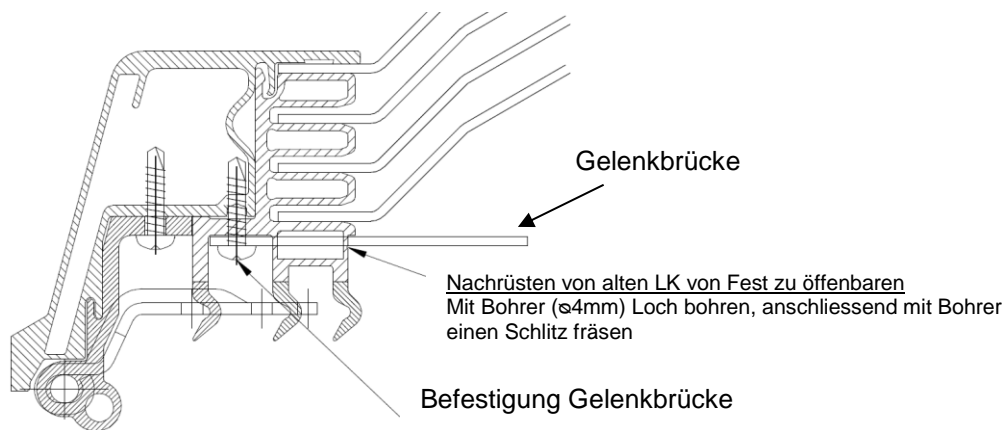 Gelenkbrücke
Nachrüsten von alten LK von Fest zu öffenbaren
Mit Bohrer (⌀4mm) Loch bohren, anschliessend mit Bohrer
einen Schlitz fräsen
Befestigung Gelenkbrücke